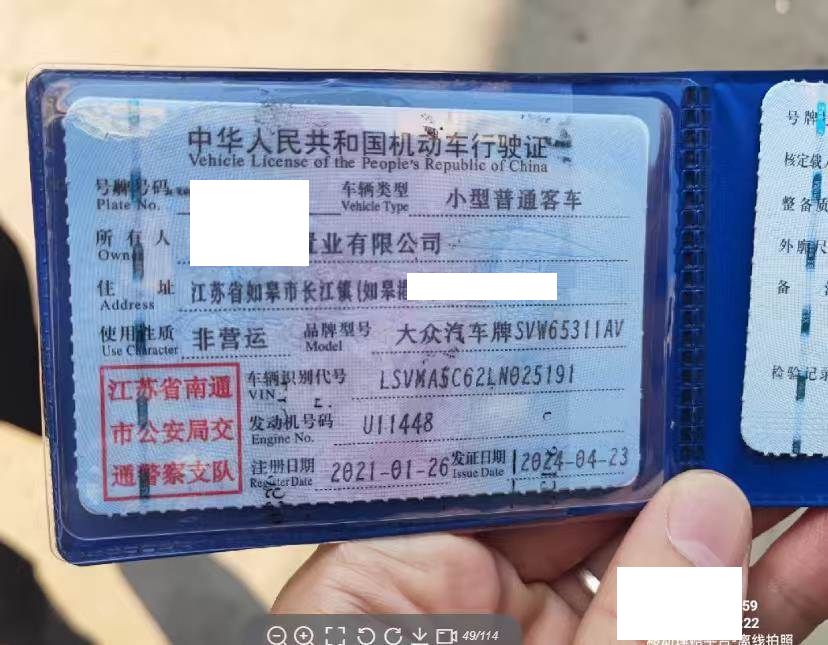 中华人民共和国机动车行驶证
Vehicle License of the People's Republic of China
号牌号码
Plate No.
车辆类型 小型普通客车
Vehicle Type
所有人 置业有限公司
Owner
住址 江苏省如皋市长江镇(如皋港
Address
使用性质 非营运 品牌型号 大众汽车牌SVW65311AV
Use Character Model
江苏省南通
市公安局交
通警察支队
车辆识别代号 LSVMA5C62LN025191
VIN
发动机号码 U11448
Engine No.
注册日期 2021-01-26 发证日期 2024-04-23
Register Date Issue Date
号牌
核定载人
整备质
外廓尺
备
检验记录
49/114
59
22
离线拍照